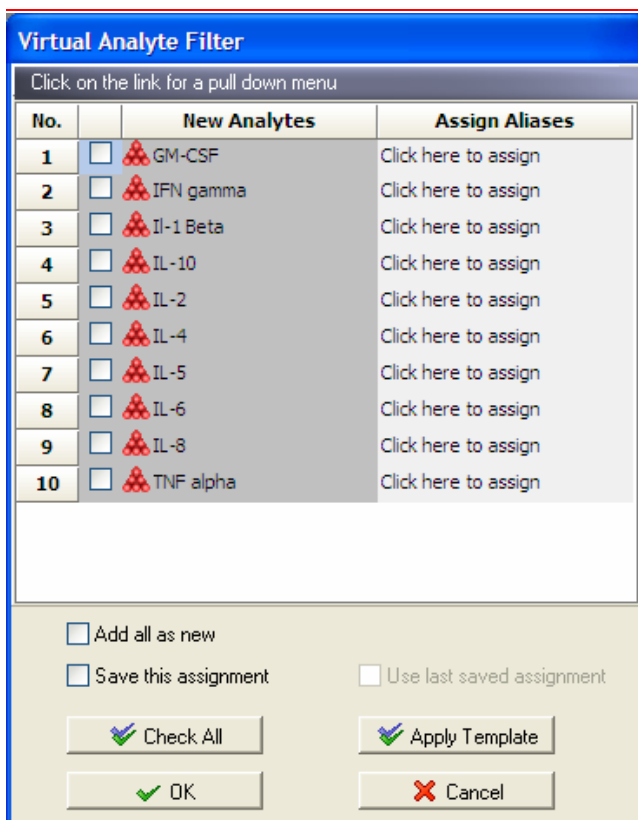 Virtual Analyte Filter
Click on the link for a pull down menu
No. New Analytes Assign Aliases
1 GM-CSF Click here to assign
2 IFN gamma Click here to assign
3 Il-1 Beta Click here to assign
4 IL-10 Click here to assign
5 IL-2 Click here to assign
6 IL-4 Click here to assign
7 IL-5 Click here to assign
8 IL-6 Click here to assign
9 IL-8 Click here to assign
10 TNF alpha Click here to assign
Add all as new
Save this assignment Use last saved assignment
Check All Apply Template
OK Cancel